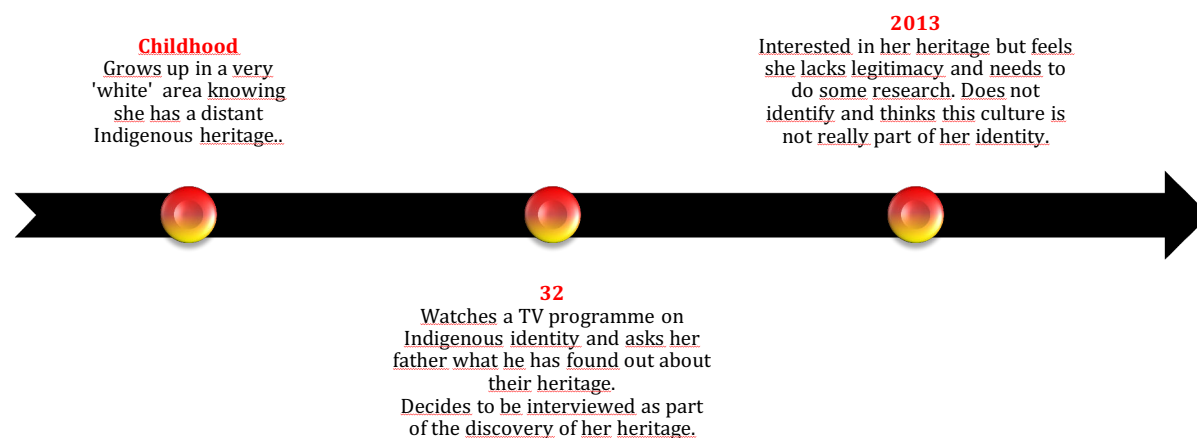 Childhood
Grows up in a very
'white' area knowing
she has a distant
Indigenous heritage..
32
Watches a TV programme on
Indigenous identity and asks her
father what he has found out about
their heritage.
Decides to be interviewed as part
of the discovery of her heritage.
2013
Interested in her heritage but feels
she lacks legitimacy and needs to
do some research. Does not
identify and thinks this culture is
not really part of her identity.